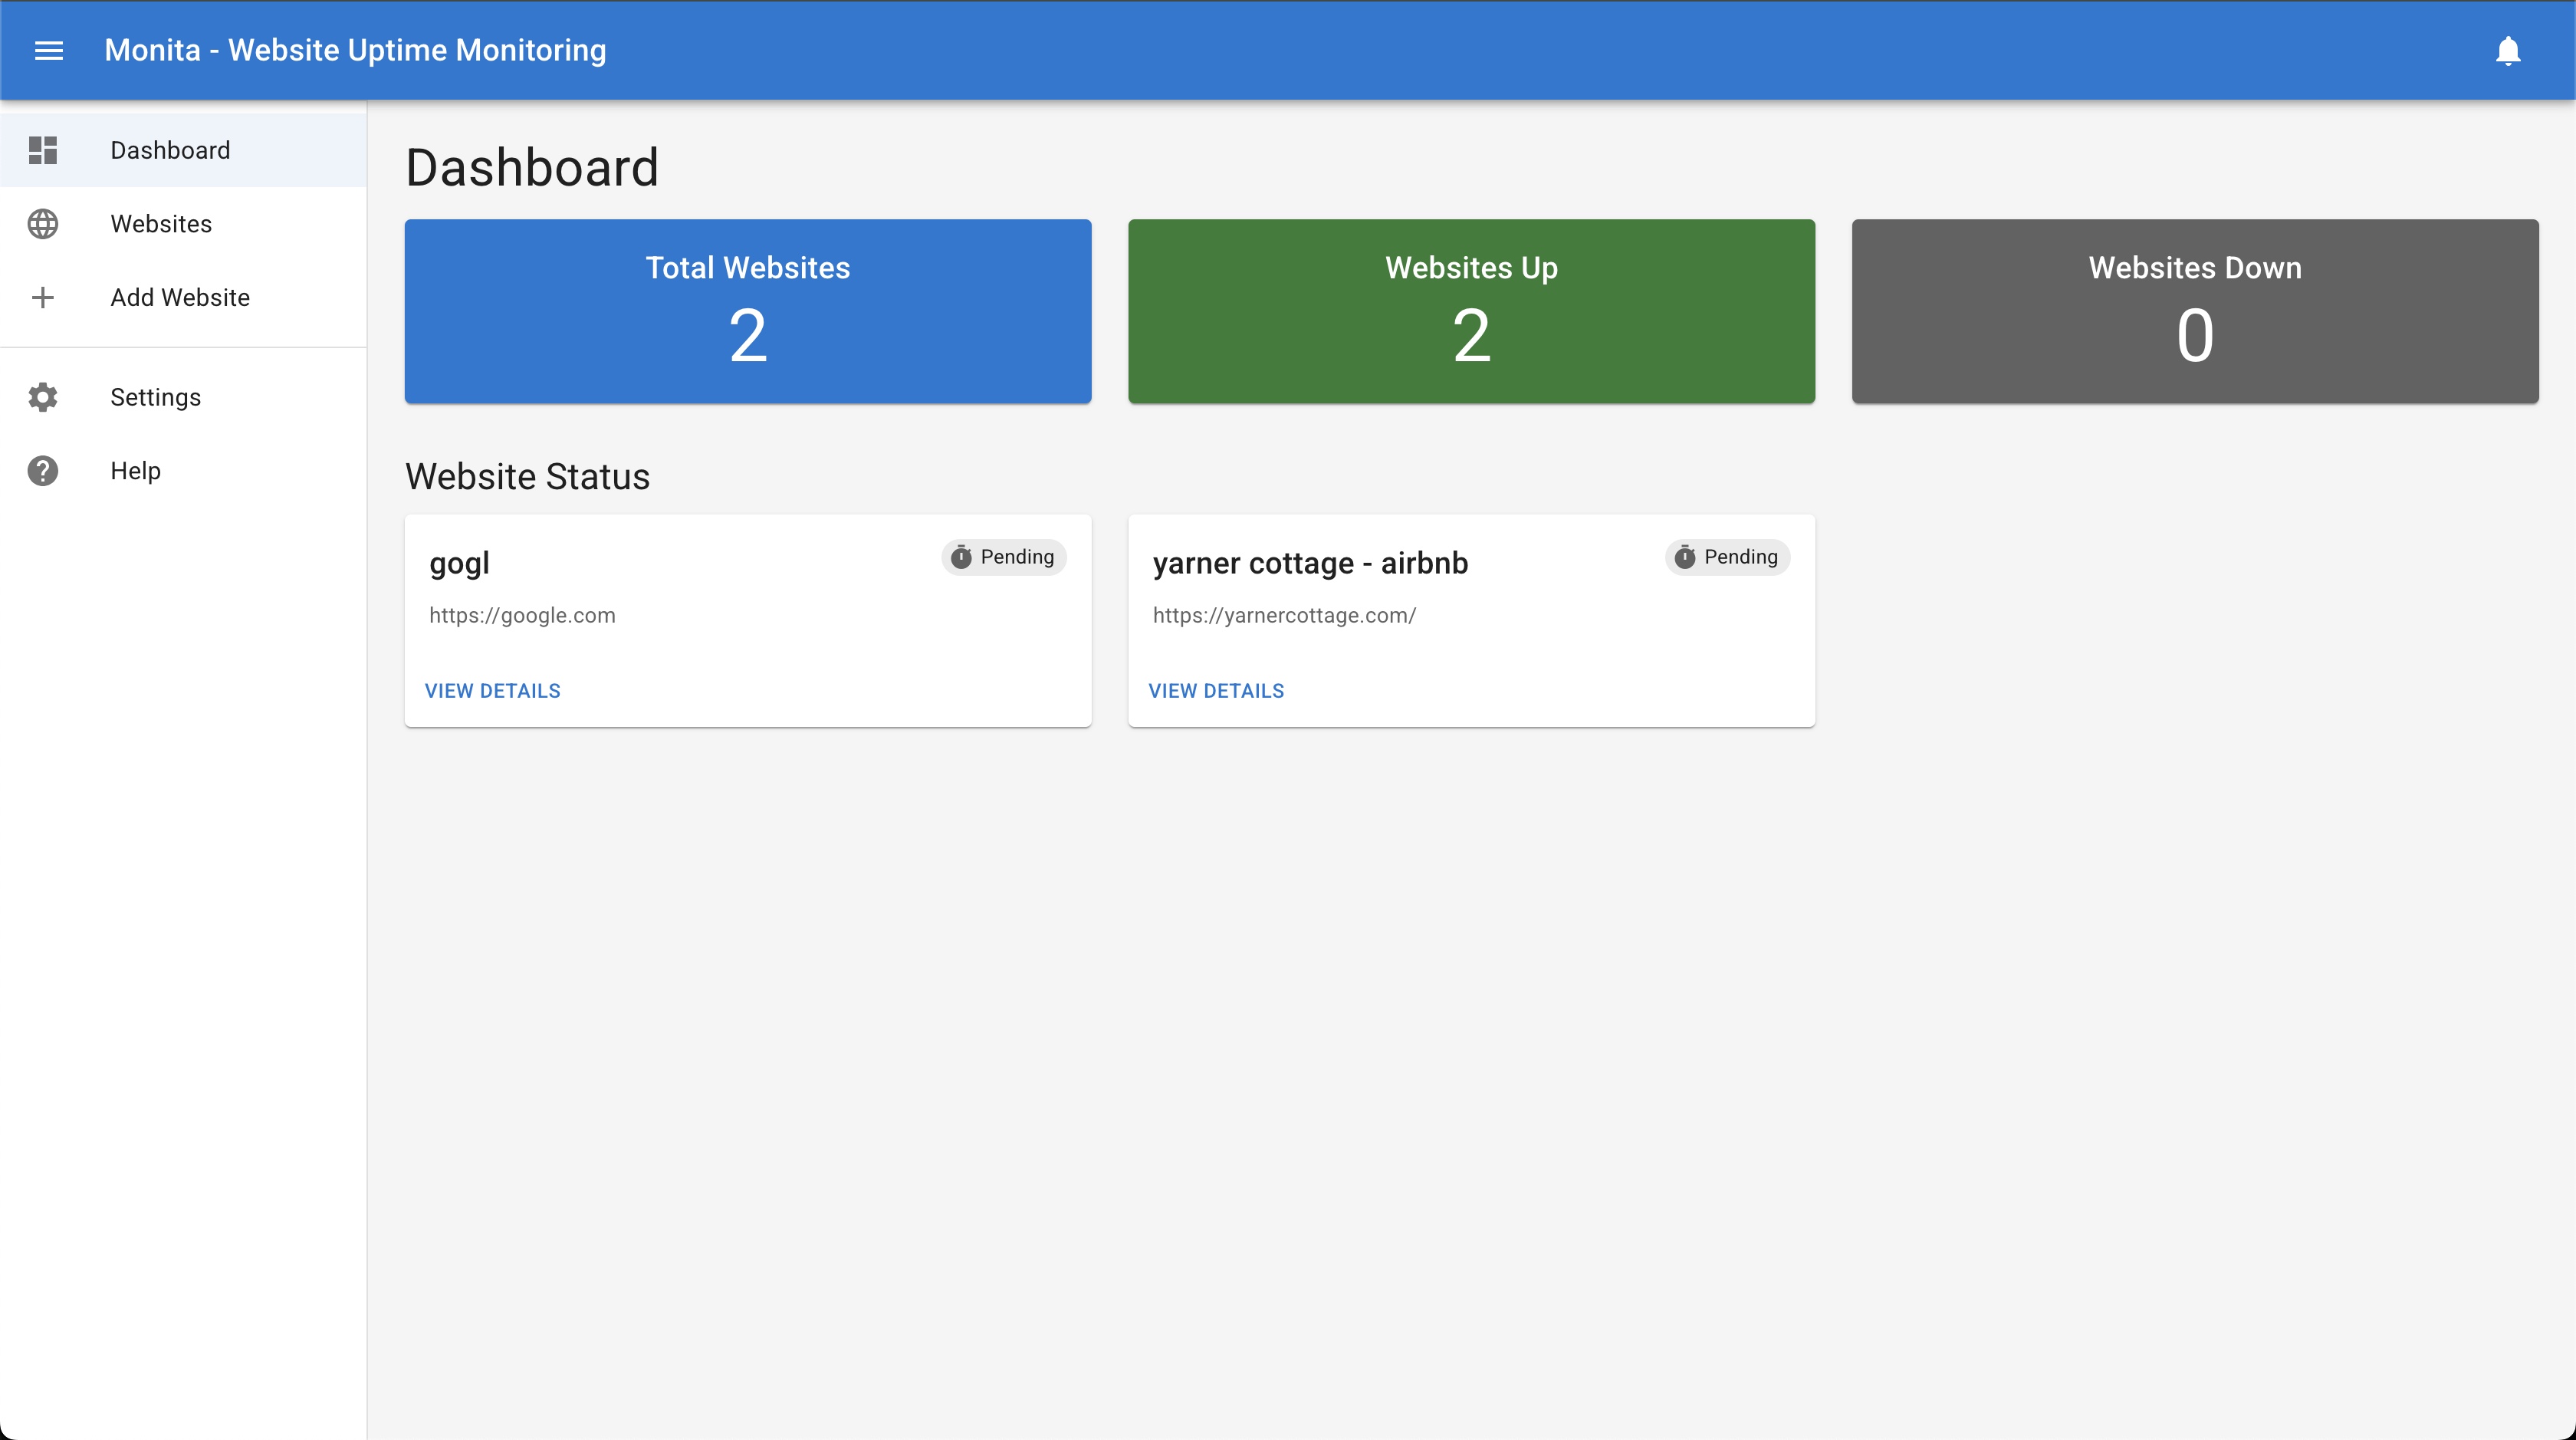 Monita - Website Uptime Monitoring
Dashboard
Websites
Add Website
Settings
Help
Dashboard
Total Websites
2
Websites Up
2
Websites Down
0
Website Status
gogl
Pending
https://google.com
VIEW DETAILS
yarner cottage - airbnb
Pending
https://yarnercottage.com/
VIEW DETAILS